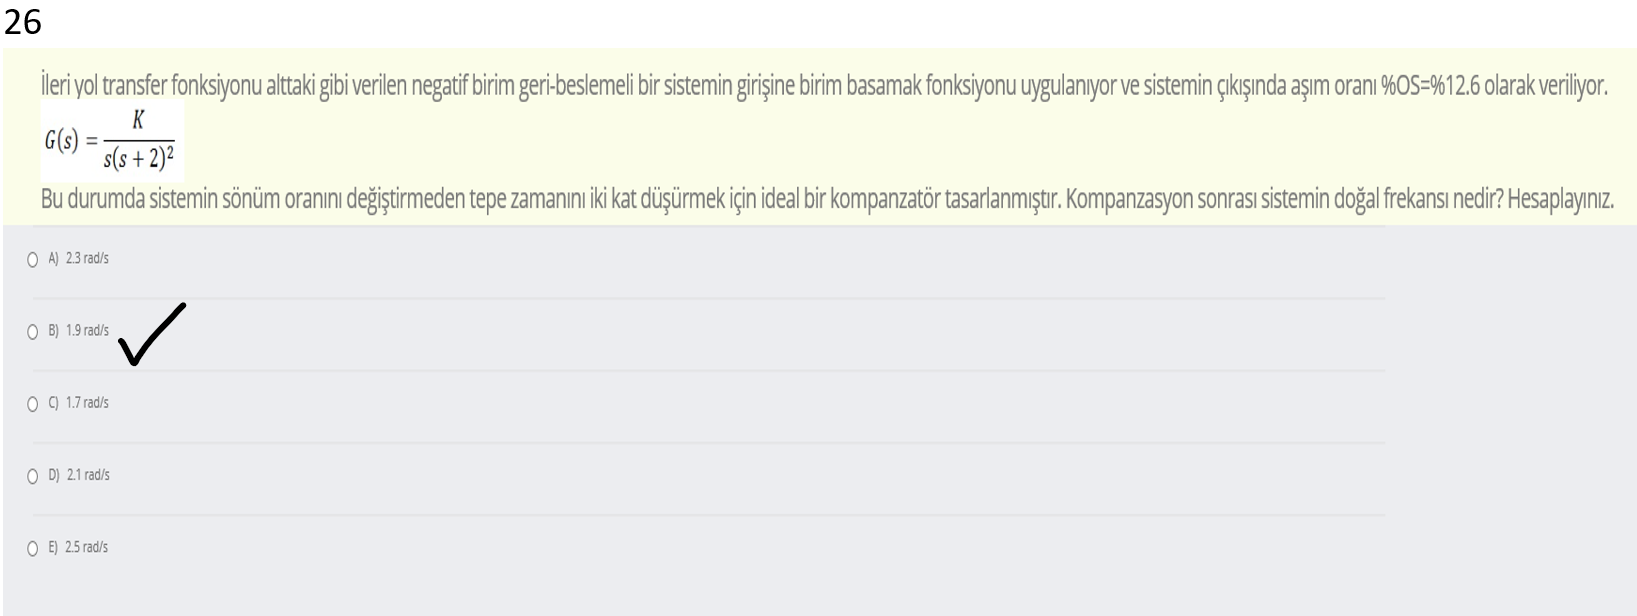 26
İleri yol transfer fonksiyonu alttaki gibi verilen negatif birim geri-beslemeli bir sistemin girişine birim basamak fonksiyonu uygulanıyor ve sistemin çıkışında aşım oranı %OS=%12.6 olarak veriliyor.
G(s) = K / s(s + 2)²
Bu durumda sistemin sönüm oranını değiştirmeden tepe zamanını iki kat düşürmek için ideal bir kompanzatör tasarlanmıştır. Kompanzasyon sonrası sistemin doğal frekansı nedir? Hesaplayınız.
A) 2.3 rad/s
B) 1.9 rad/s
C) 1.7 rad/s
D) 2.1 rad/s
E) 2.5 rad/s